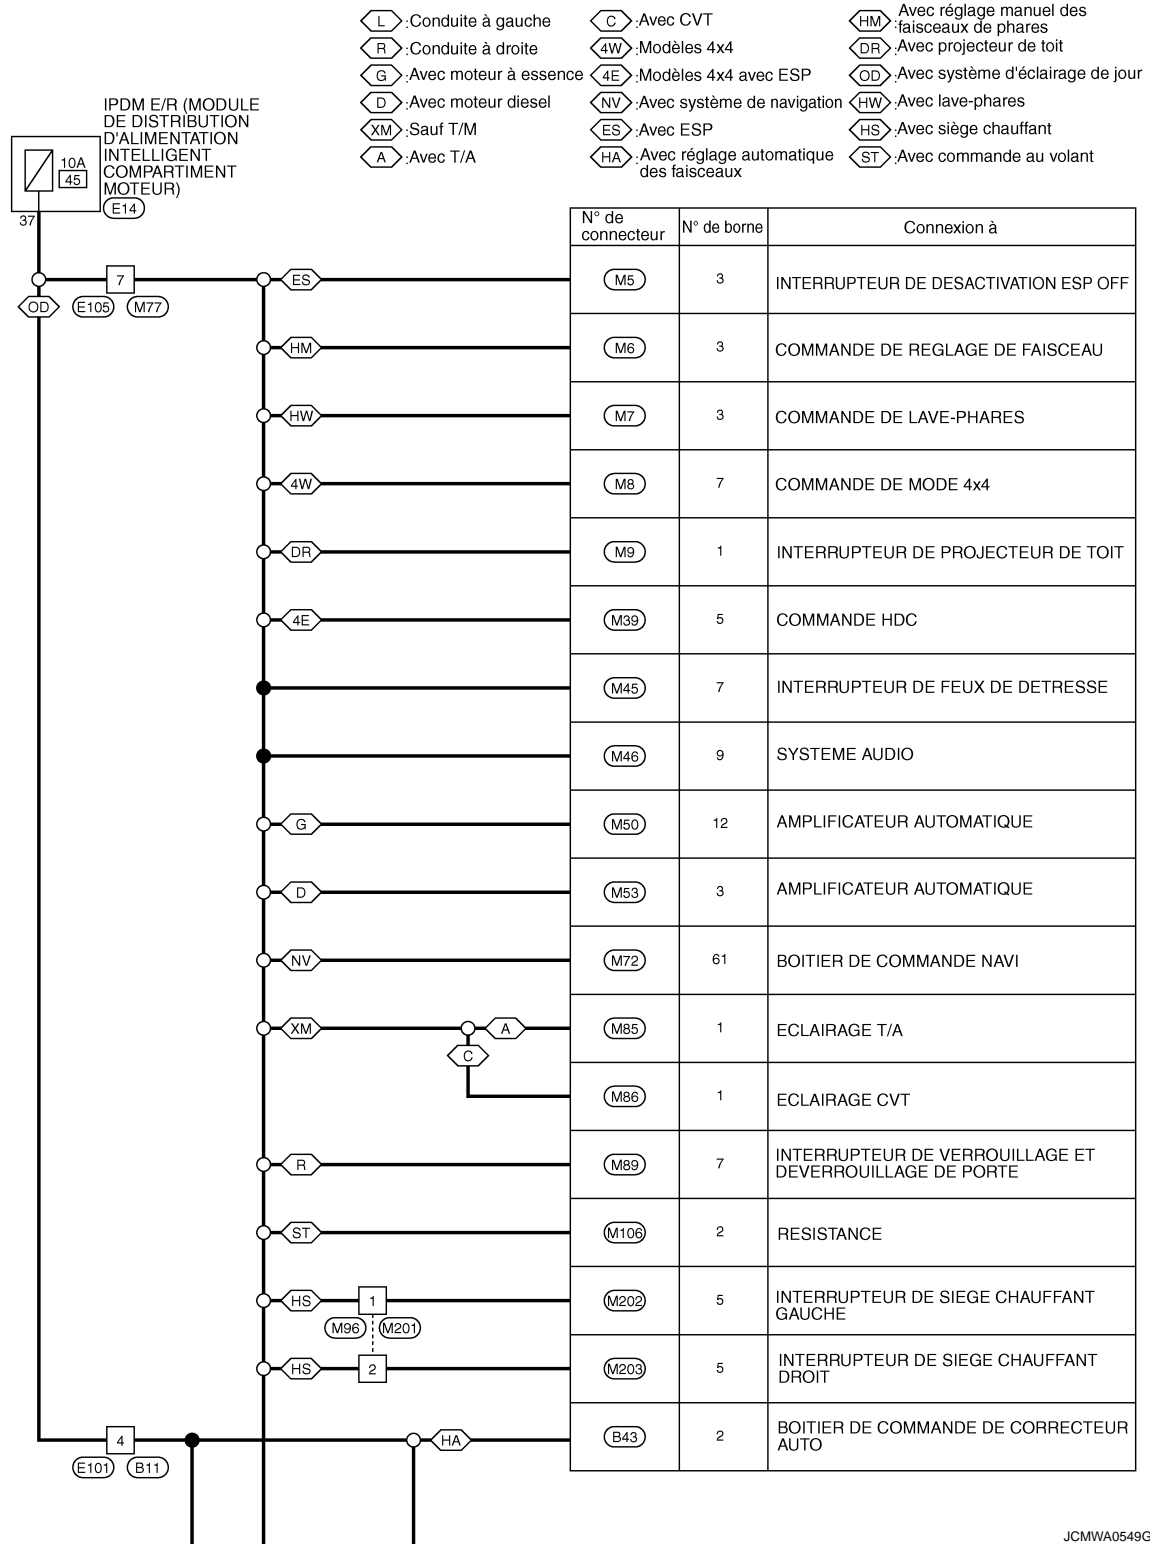 L :Conduite à gauche
R :Conduite à droite
G :Avec moteur à essence
D :Avec moteur diesel
XM :Sauf T/M
A :Avec T/A
C :Avec CVT
4W :Modèles 4x4
4E :Modèles 4x4 avec ESP
NV :Avec système de navigation
ES :Avec ESP
HA :Avec réglage automatique
des faisceaux
HM :Avec réglage manuel des
faisceaux de phares
DR :Avec projecteur de toit
OD :Avec système d'éclairage de jour
HW :Avec lave-phares
HS :Avec siège chauffant
ST :Avec commande au volant
IPDM E/R (MODULE
DE DISTRIBUTION
D'ALIMENTATION
INTELLIGENT
COMPARTIMENT
MOTEUR)
E14
10A
45
37
N° de
connecteur
N° de borne
Connexion à
7
OD
E105 M77
ES M5 3 INTERRUPTEUR DE DESACTIVATION ESP OFF
HM M6 3 COMMANDE DE REGLAGE DE FAISCEAU
HW M7 3 COMMANDE DE LAVE-PHARES
4W M8 7 COMMANDE DE MODE 4x4
DR M9 1 INTERRUPTEUR DE PROJECTEUR DE TOIT
4E M39 5 COMMANDE HDC
M45 7 INTERRUPTEUR DE FEUX DE DETRESSE
M46 9 SYSTEME AUDIO
G M50 12 AMPLIFICATEUR AUTOMATIQUE
D M53 3 AMPLIFICATEUR AUTOMATIQUE
NV M72 61 BOITIER DE COMMANDE NAVI
XM A M85 1 ECLAIRAGE T/A
C M86 1 ECLAIRAGE CVT
R M89 7 INTERRUPTEUR DE VERROUILLAGE ET
DEVERROUILLAGE DE PORTE
ST M106 2 RESISTANCE
HS 1 M202 5 INTERRUPTEUR DE SIEGE CHAUFFANT
GAUCHE
M96 M201
HS 2 M203 5 INTERRUPTEUR DE SIEGE CHAUFFANT
DROIT
4 HA B43 2 BOITIER DE COMMANDE DE CORRECTEUR
AUTO
E101 B11
JCMWA0549G